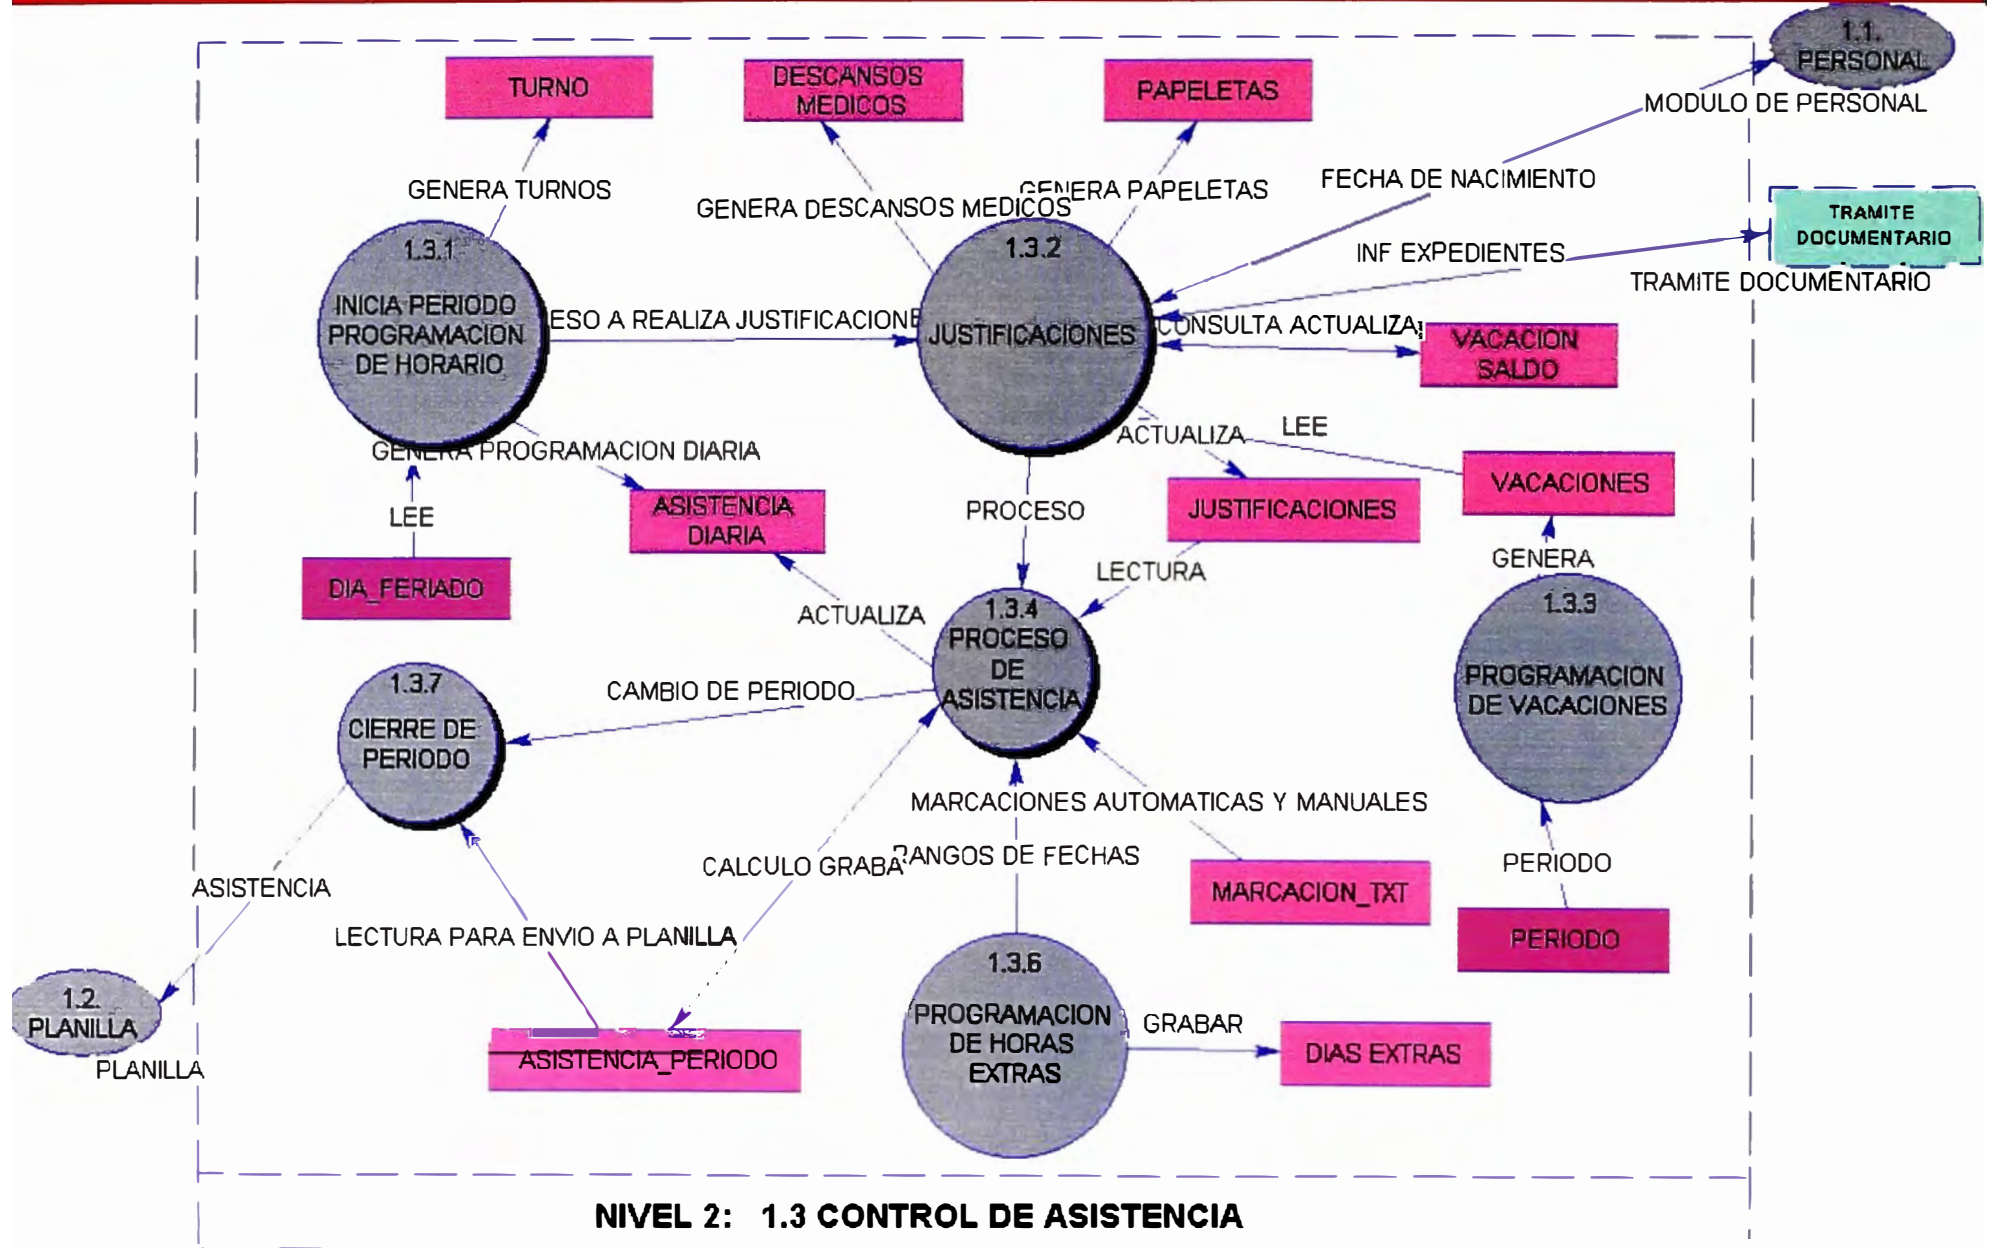 1.1.
PERSONAL
MODULO DE PERSONAL
TURNO
DESCANSOS
MEDICOS
PAPELETAS
GENERA TURNOS
GENERA DESCANSOS MEDICOS
GENERA PAPELETAS
FECHA DE NACIMIENTO
TRAMITE
DOCUMENTARIO
TRAMITE DOCUMENTARIO
INF EXPEDIENTES
1.3.1
INICIA PERIODO
PROGRAMACION
DE HORARIO
ESO A REALIZA JUSTIFICACIONE
1.3.2
JUSTIFICACIONES
CONSULTA ACTUALIZA
VACACION
SALDO
GENERA PROGRAMACION DIARIA
ACTUALIZA
LEE
LEE
ASISTENCIA
DIARIA
PROCESO
JUSTIFICACIONES
VACACIONES
DIA_FERIADO
ACTUALIZA
LECTURA
GENERA
1.3.4
PROCESO
DE
ASISTENCIA
1.3.3
PROGRAMACION
DE VACACIONES
1.3.7
CIERRE DE
PERIODO
CAMBIO DE PERIODO
MARCACIONES AUTOMATICAS Y MANUALES
CALCULO GRABA
RANGOS DE FECHAS
PERIODO
ASISTENCIA
MARCACION_TXT
PERIODO
LECTURA PARA ENVIO A PLANILLA
1.2.
PLANILLA
PLANILLA
ASISTENCIA_PERIODO
1.3.6
PROGRAMACION
DE HORAS
EXTRAS
GRABAR
DIAS EXTRAS
NIVEL 2: 1.3 CONTROL DE ASISTENCIA